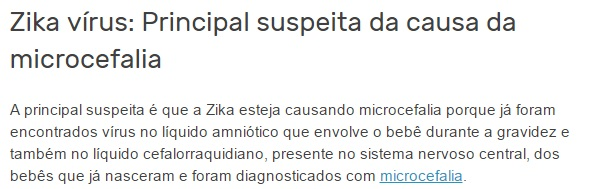 Zika vírus: Principal suspeita da causa da
microcefalia
A principal suspeita é que a Zika esteja causando microcefalia porque já foram
encontrados vírus no líquido amniótico que envolve o bebê durante a gravidez e
também no líquido cefalorraquidiano, presente no sistema nervoso central, dos
bebês que já nasceram e foram diagnosticados com microcefalia.